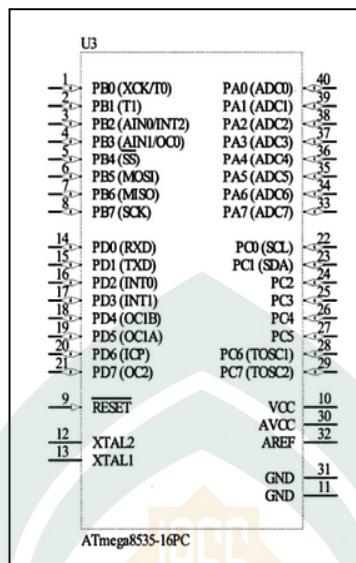 U3
1 PB0 (XCK/T0) PA0 (ADC0) 40
2 PB1 (T1) PA1 (ADC1) 39
3 PB2 (AIN0/INT2) PA2 (ADC2) 38
4 PB3 (AIN1/OC0) PA3 (ADC3) 37
5 PB4 (SS) PA4 (ADC4) 36
6 PB5 (MOSI) PA5 (ADC5) 35
7 PB6 (MISO) PA6 (ADC6) 34
8 PB7 (SCK) PA7 (ADC7) 33
14 PD0 (RXD) PC0 (SCL) 22
15 PD1 (TXD) PC1 (SDA) 23
16 PD2 (INT0) PC2 24
17 PD3 (INT1) PC3 25
18 PD4 (OC1B) PC4 26
19 PD5 (OC1A) PC5 27
20 PD6 (ICP) PC6 (TOSC1) 28
21 PD7 (OC2) PC7 (TOSC2) 29
9 RESET VCC 10
AVCC 30
12 XTAL2 AREF 32
13 XTAL1
GND 31
GND 11
ATmega8535-16PC